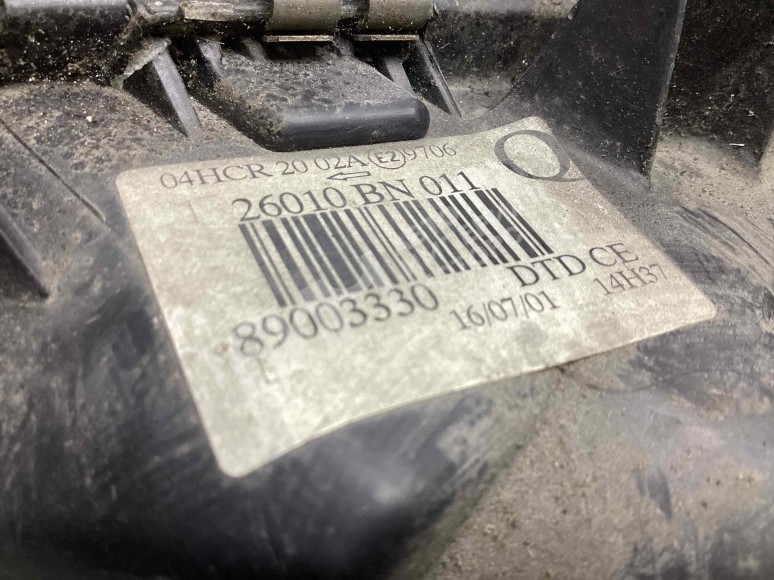 04HCR 20 02A E2 9706
26010 BN 011
89003330
DTD CE
16/07/01 14H37